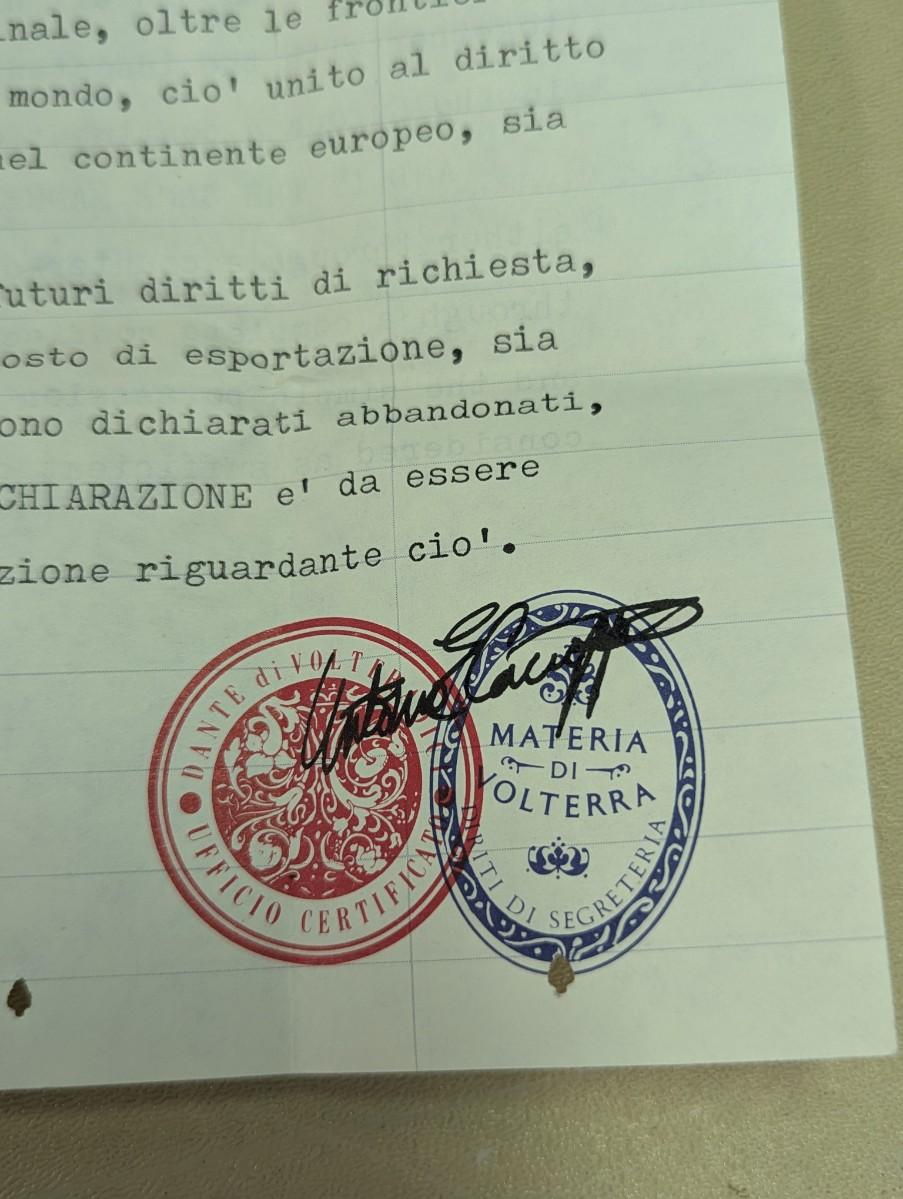 nale, oltre le fronti
mondo, cio' unito al diritto
nel continente europeo, sia
futuri diritti di richiesta,
osto di esportazione, sia
ono dichiarati abbandonati,
CHIARAZIONE e' da essere
zione riguardante cio'.
DANTE di VOLTER
UFFICIO CERTIFICATO
MATERIA
DI
VOLTERRA
DIRITI DI SEGRETERIA